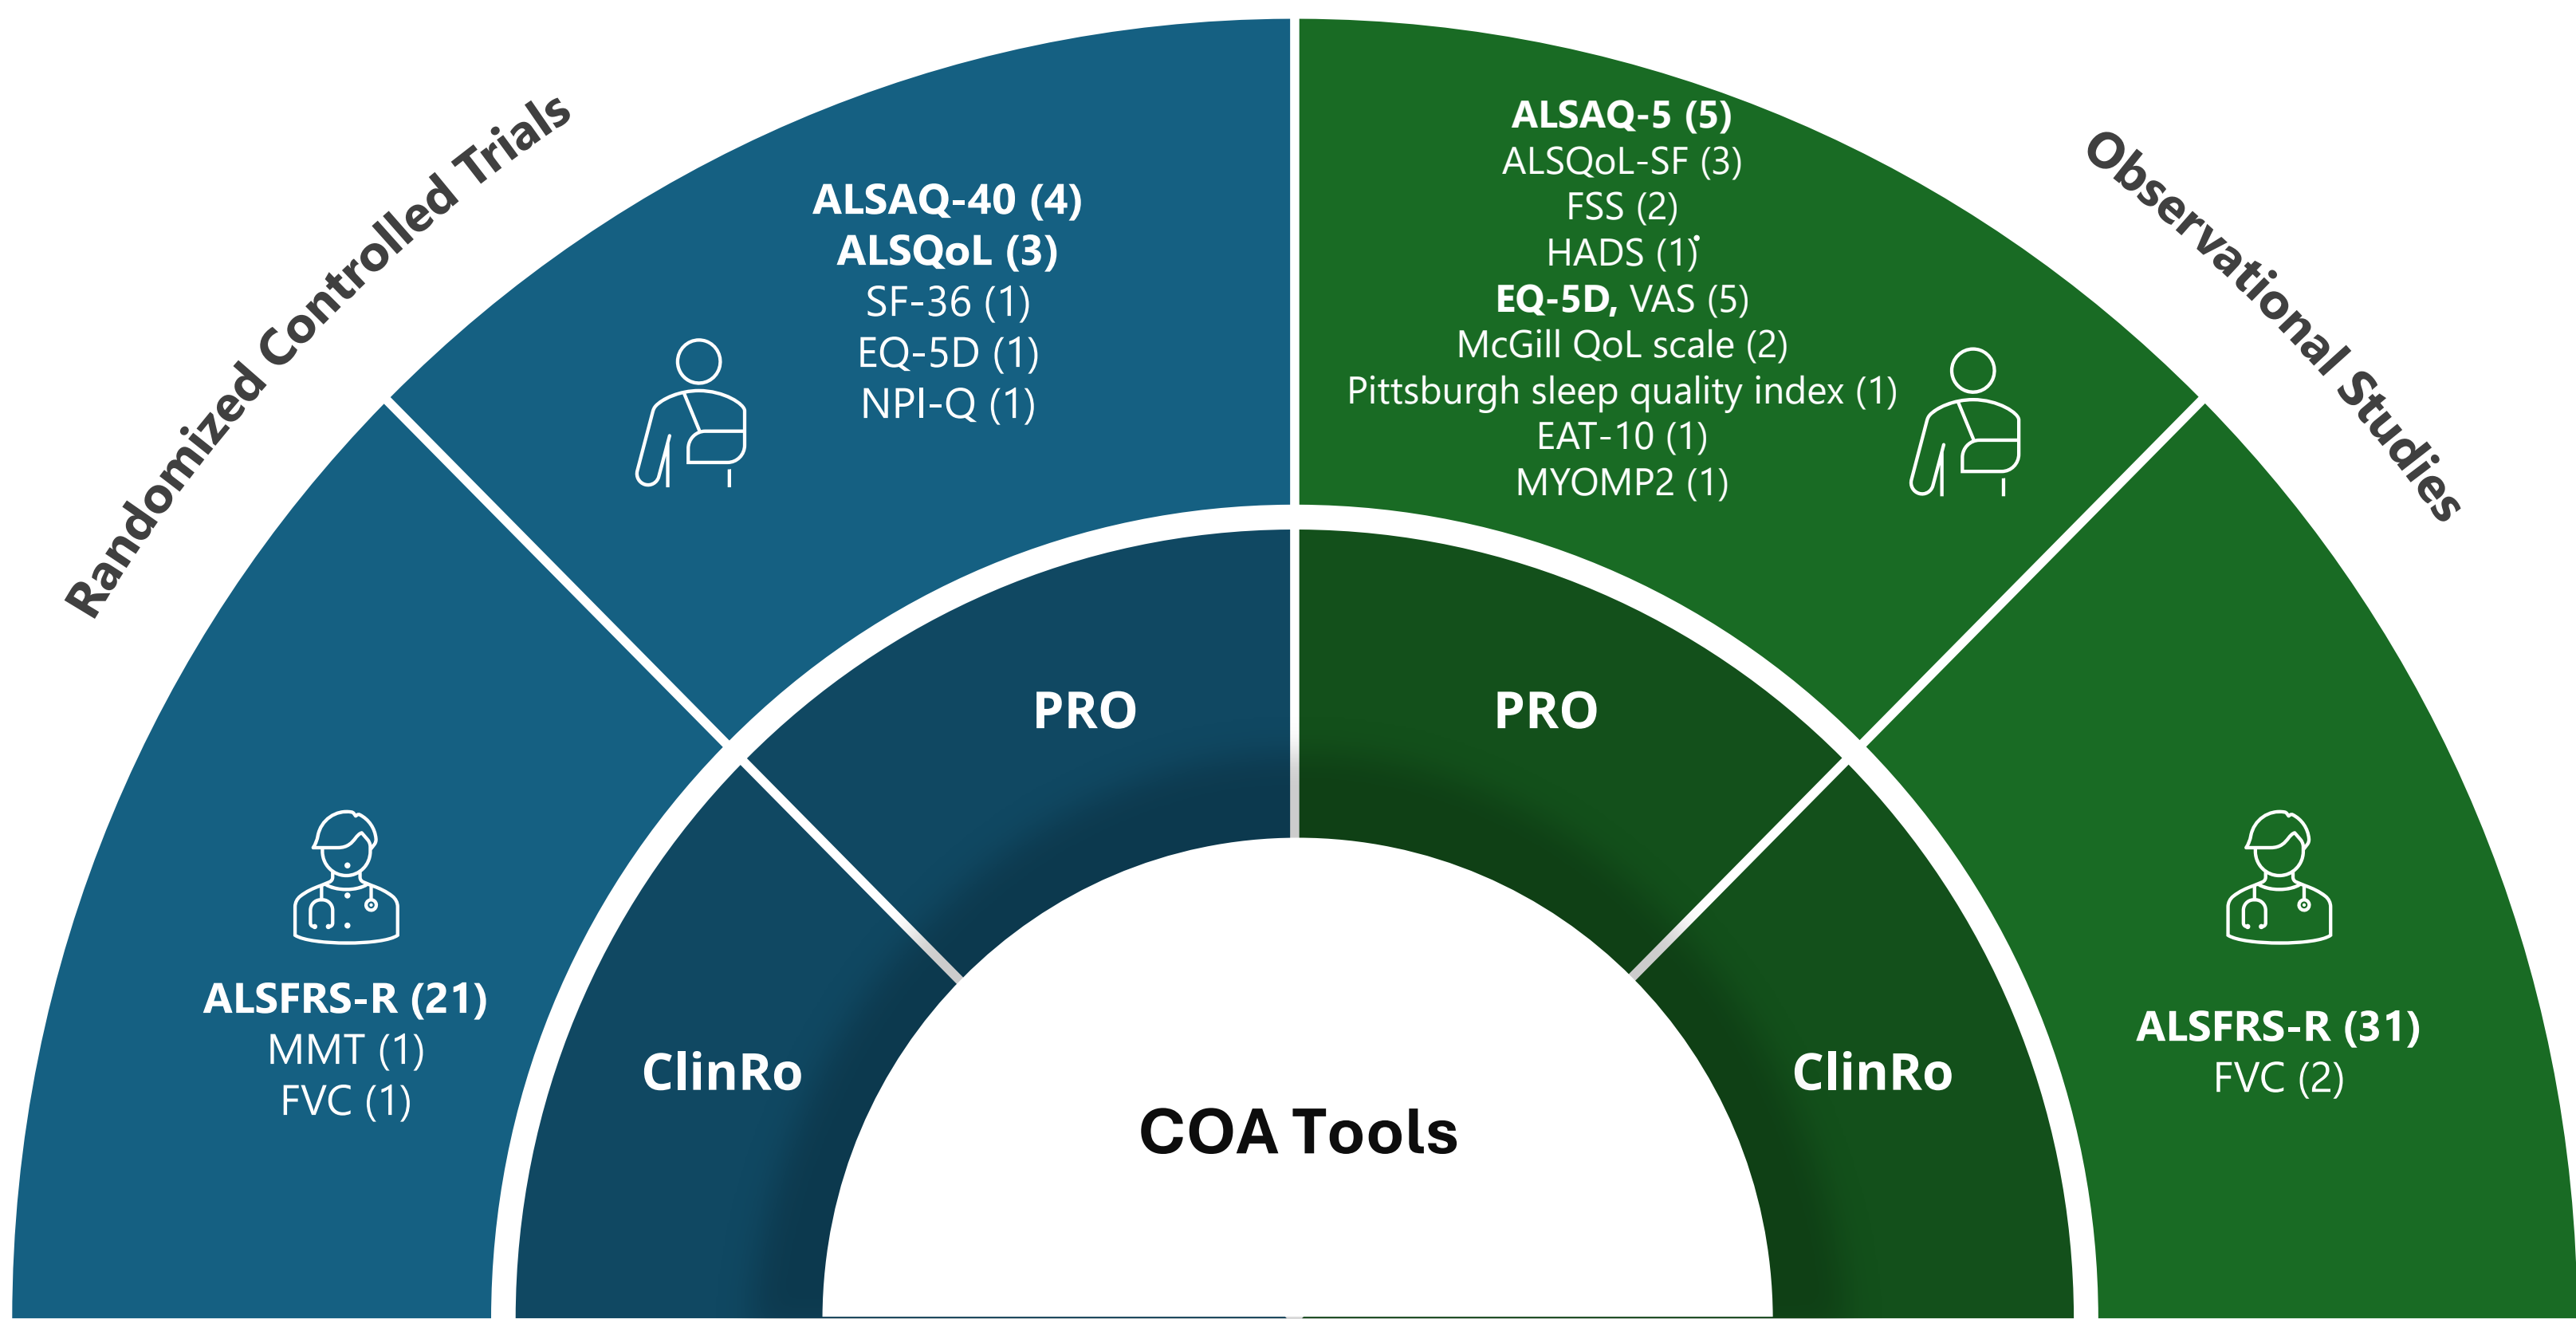 Randomized Controlled Trials
Observational Studies
ALSAQ-40 (4)
ALSQoL (3)
SF-36 (1)
EQ-5D (1)
NPI-Q (1)
ALSAQ-5 (5)
ALSQoL-SF (3)
FSS (2)
HADS (1)
EQ-5D, VAS (5)
McGill QoL scale (2)
Pittsburgh sleep quality index (1)
EAT-10 (1)
MYOMP2 (1)
PRO
PRO
ALSFRS-R (21)
MMT (1)
FVC (1)
ClinRo
ClinRo
ALSFRS-R (31)
FVC (2)
COA Tools